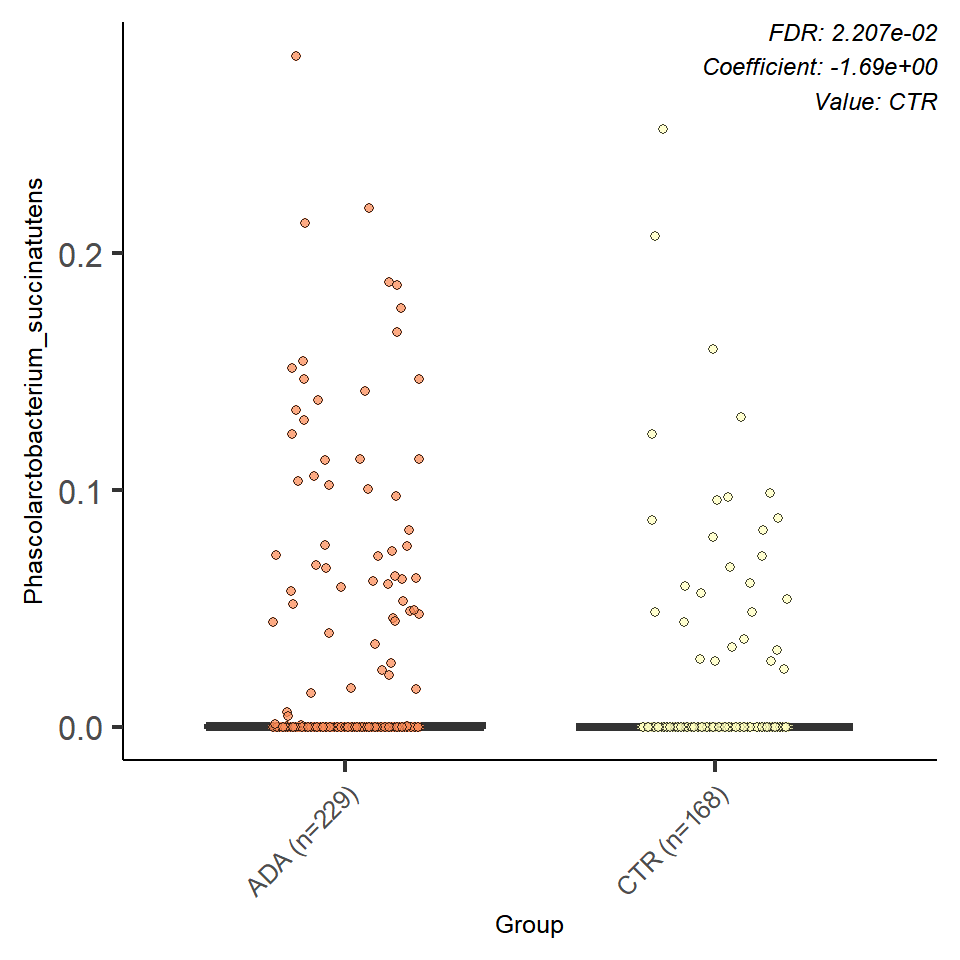 FDR: 2.207e-02
Coefficient: -1.69e+00
Value: CTR
Phascolarctobacterium_succinatutens
0.2
0.1
0.0
ADA (n=229)
CTR (n=168)
Group